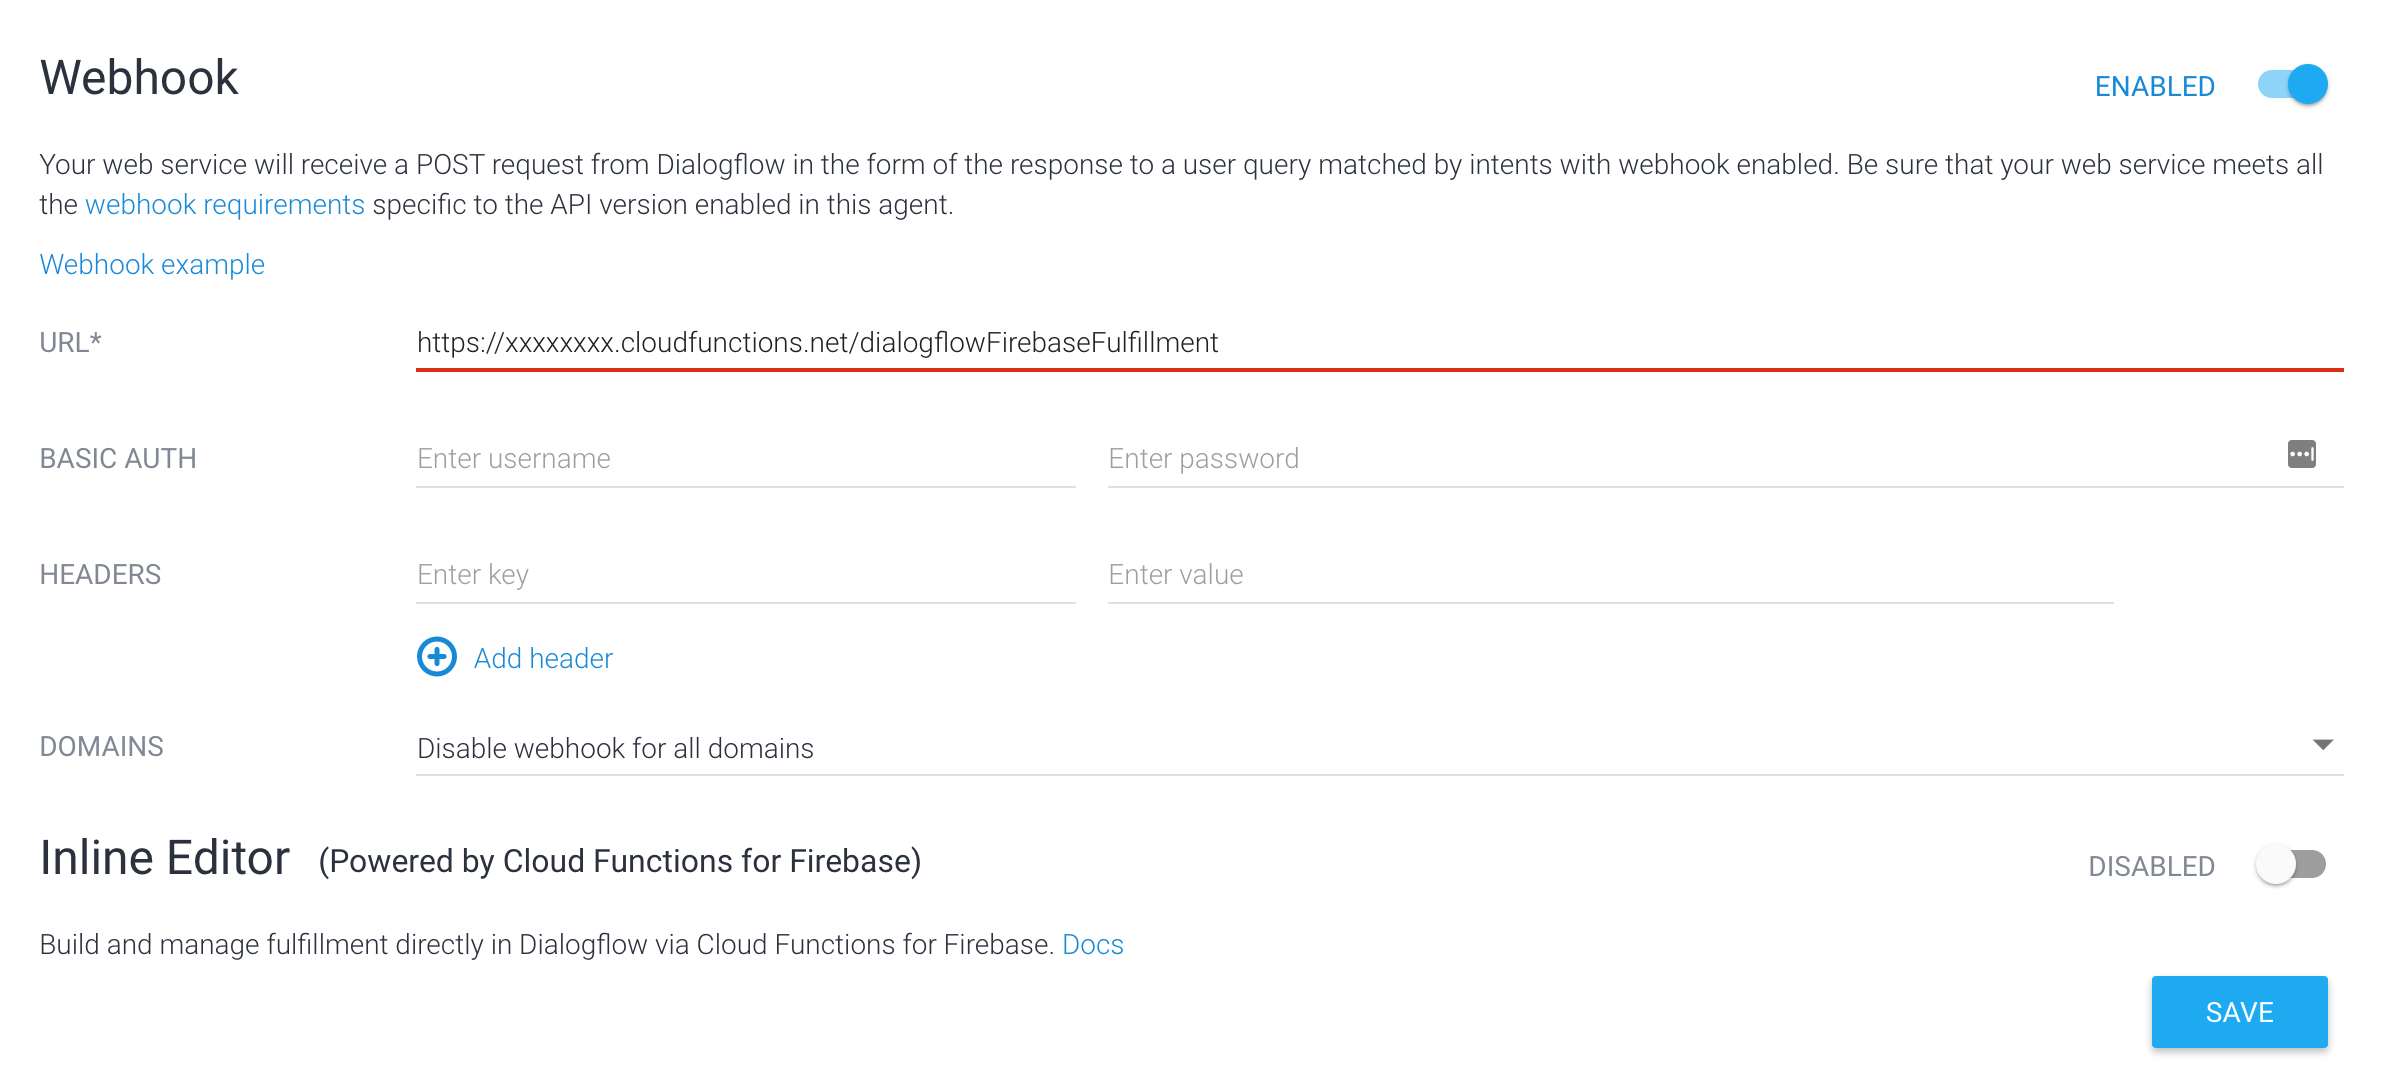 Webhook
ENABLED
Your web service will receive a POST request from Dialogflow in the form of the response to a user query matched by intents with webhook enabled. Be sure that your web service meets all
the webhook requirements specific to the API version enabled in this agent.
Webhook example
URL* https://xxxxxxxx.cloudfunctions.net/dialogflowFirebaseFulfillment
BASIC AUTH Enter username Enter password
HEADERS Enter key Enter value
Add header
DOMAINS Disable webhook for all domains
Inline Editor (Powered by Cloud Functions for Firebase) DISABLED
Build and manage fulfillment directly in Dialogflow via Cloud Functions for Firebase. Docs
SAVE